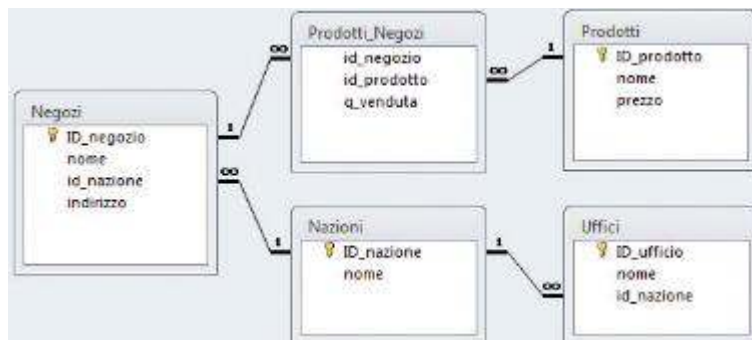 Negozi
ID_negozio
nome
id_nazione
indirizzo
Prodotti_Negozi
id_negozio
id_prodotto
q_venduta
Prodotti
ID_prodotto
nome
prezzo
Nazioni
ID_nazione
nome
Uffici
ID_ufficio
nome
id_nazione
1
∞
∞
1
∞
1
1
∞